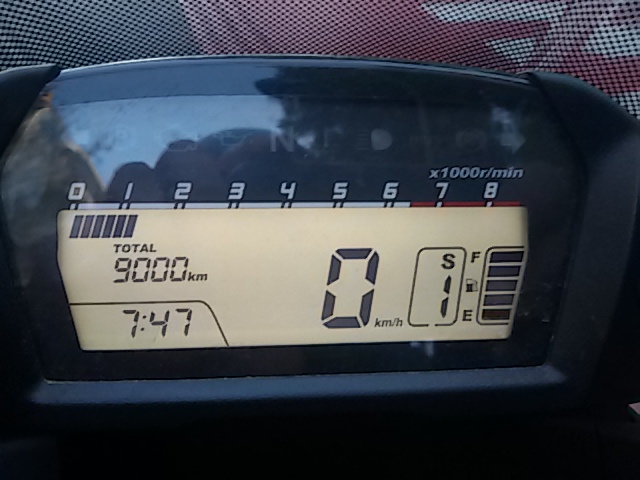 N
x1000r/min
0 1 2 3 4 5 6 7 8
TOTAL
9000km
7:47
0 km/h
S
1
F
E